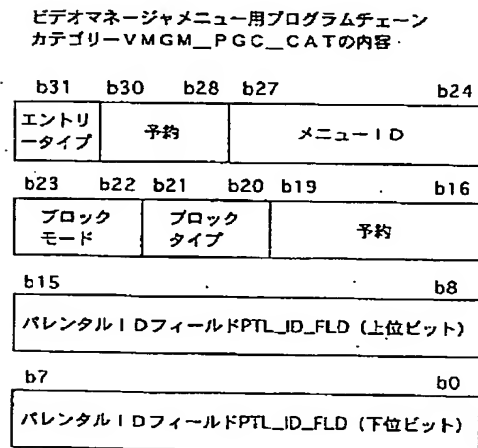 ビデオマネージャメニュー用プログラムチェーン
カテゴリーVMGM__PGC__CATの内容
b31 b30 b28 b27 b24
エントリ
ータイプ
予約
メニューID
b23 b22 b21 b20 b19 b16
ブロック
モード
ブロック
タイプ
予約
b15 b8
パレンタルIDフィールドPTL_ID_FLD (上位ビット)
b7 b0
パレンタルIDフィールドPTL_ID_FLD (下位ビット)